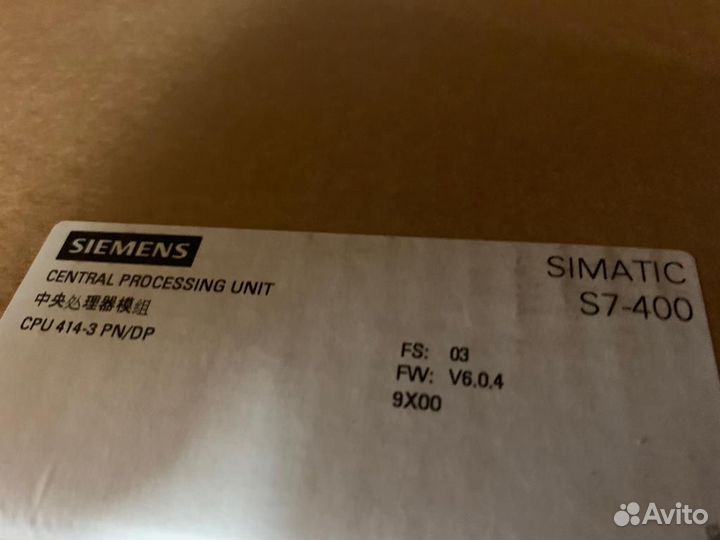 SIEMENS
CENTRAL PROCESSING UNIT
中央处理器模组
CPU 414-3 PN/DP
SIMATIC
S7-400
FS: 03
FW: V6.0.4
9X00
Avito